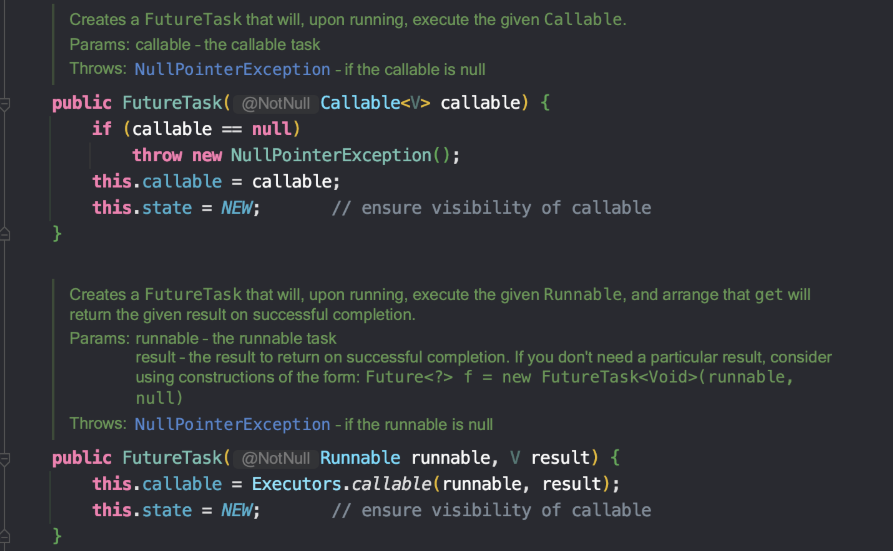 Creates a FutureTask that will, upon running, execute the given Callable.
Params: callable – the callable task
Throws: NullPointerException – if the callable is null
public FutureTask( @NotNull Callable<V> callable) {
    if (callable == null)
        throw new NullPointerException();
    this.callable = callable;
    this.state = NEW;       // ensure visibility of callable
}
Creates a FutureTask that will, upon running, execute the given Runnable, and arrange that get will
return the given result on successful completion.
Params: runnable – the runnable task
result – the result to return on successful completion. If you don't need a particular result, consider
using constructions of the form: Future<?> f = new FutureTask<Void>(runnable,
null)
Throws: NullPointerException – if the runnable is null
public FutureTask( @NotNull Runnable runnable, V result) {
    this.callable = Executors.callable(runnable, result);
    this.state = NEW;       // ensure visibility of callable
}